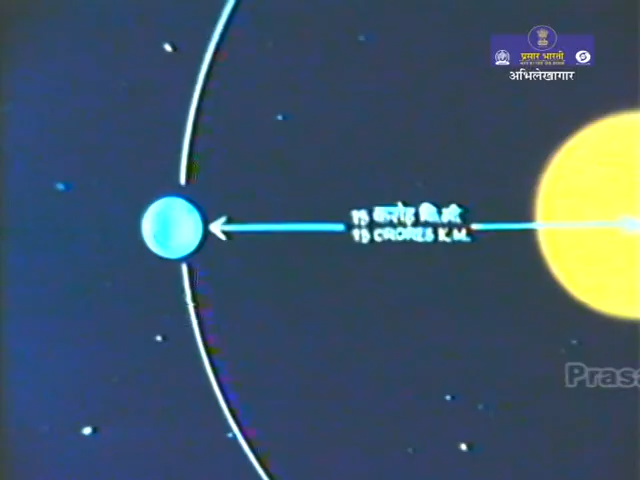 प्रसार भारती
अभिलेखागार
15 करोड़ कि.मी.
15 CRORES K.M.
Prasa